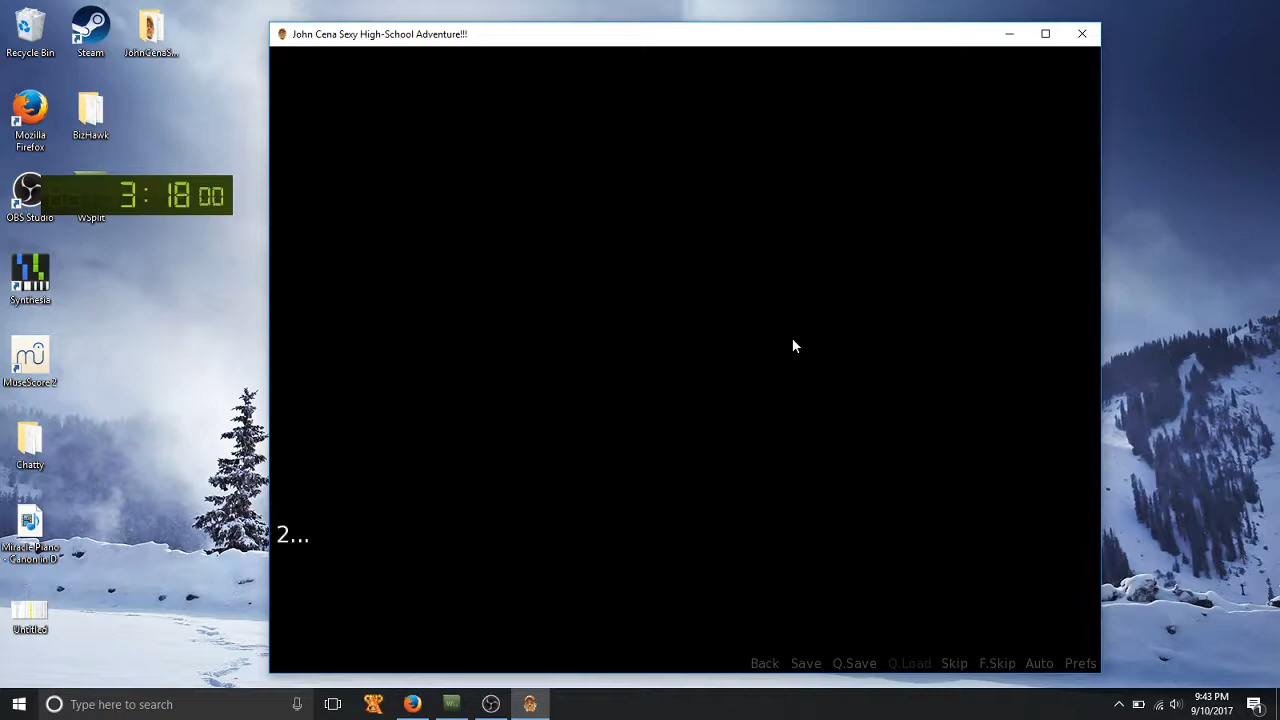 John Cena Sexy High-School Adventure!!!
Recycle Bin
Steam
JohnCenaS...
Mozilla
Firefox
BizHawk
3: 18 00
OBS Studio
WSplit
Synthesia
MuseScore 2
Chatty
Miracle Piano
- Canon in D
Untitled
2...
Back Save Q.Save Q.Load Skip F.Skip Auto Prefs
Type here to search
9:43 PM
9/10/2017